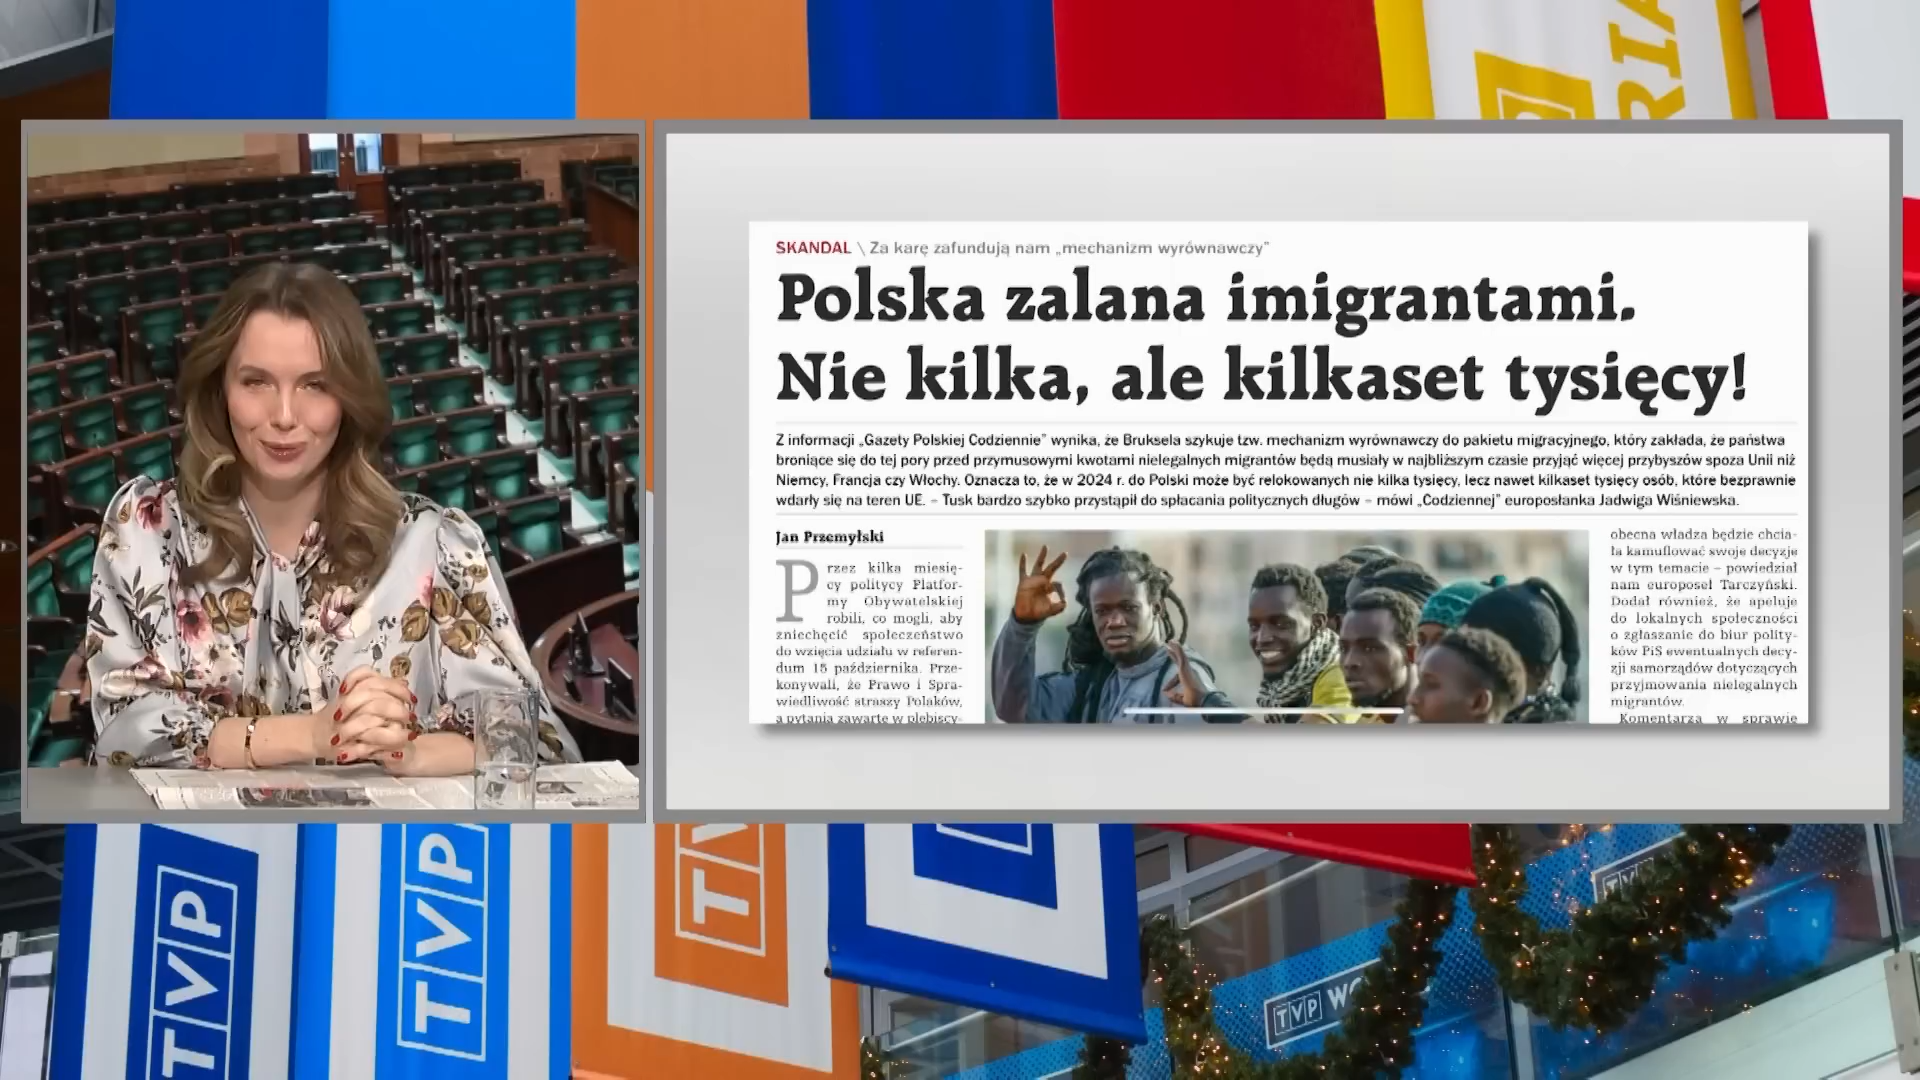 RIA
SKANDAL \ Za karę zafundują nam „mechanizm wyrównawczy”
Polska zalana imigrantami.
Nie kilka, ale kilkaset tysięcy!
Z informacji „Gazety Polskiej Codziennie” wynika, że Bruksela szykuje tzw. mechanizm wyrównawczy do pakietu migracyjnego, który zakłada, że państwa
broniące się do tej pory przed przymusowymi kwotami nielegalnych migrantów będą musiały w najbliższym czasie przyjąć więcej przybyszów spoza Unii niż
Niemcy, Francja czy Włochy. Oznacza to, że w 2024 r. do Polski może być relokowanych nie kilka tysięcy, lecz nawet kilkaset tysięcy osób, które bezprawnie
wdarły się na teren UE. – Tusk bardzo szybko przystąpił do spłacania politycznych długów – mówi „Codziennej” europosłanka Jadwiga Wiśniewska.
Jan Przemyłski
Przez kilka miesię-
cy politycy Platfor-
my Obywatelskiej
robili, co mogli, aby
zniechęcić społeczeństwo
do wzięcia udziału w referen-
dum 15 października. Prze-
konywali, że Prawo i Spra-
wiedliwość straszy Polaków,
a pytania zawarte w plebiscy-
obecna władza będzie chcia-
ła kamuflować swoje decyzje
w tym temacie – powiedział
nam europoseł Tarczyński.
Dodał również, że apeluje
do lokalnych społeczności
o zgłaszanie do biur polity-
ków PiS ewentualnych decy-
zji samorządów dotyczących
przyjmowania nielegalnych
migrantów.
Komentarza w sprawie
TVP
TVP
TV
TVP
TVP WO